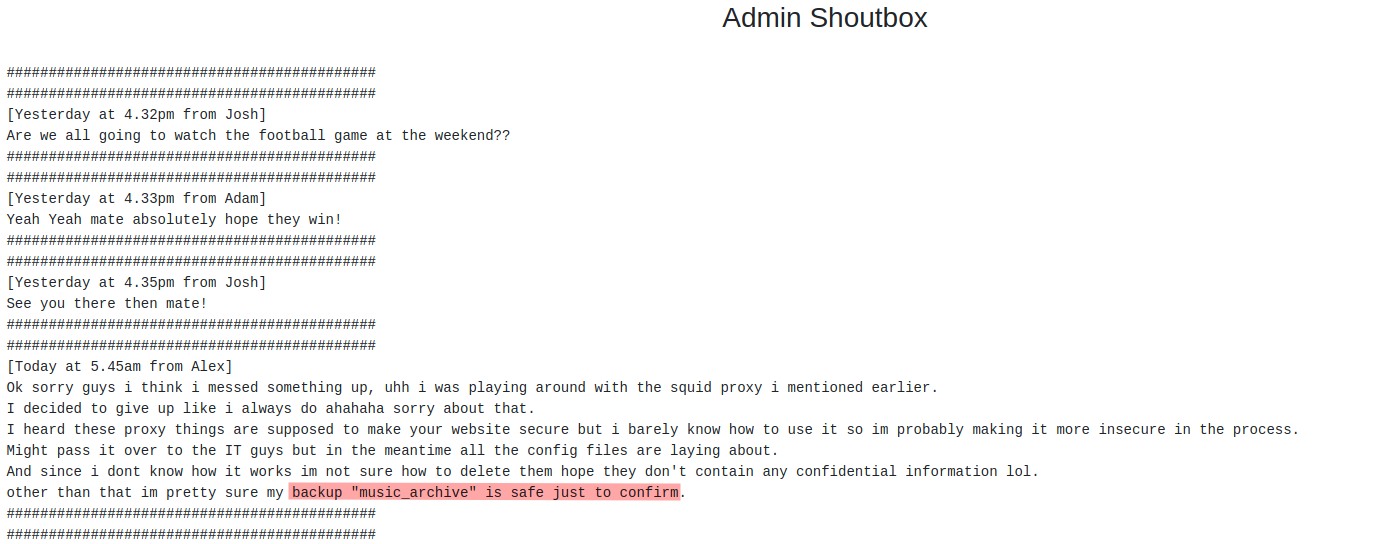 Admin Shoutbox
############################################
############################################
[Yesterday at 4.32pm from Josh]
Are we all going to watch the football game at the weekend??
############################################
############################################
[Yesterday at 4.33pm from Adam]
Yeah Yeah mate absolutely hope they win!
############################################
############################################
[Yesterday at 4.35pm from Josh]
See you there then mate!
############################################
############################################
[Today at 5.45am from Alex]
Ok sorry guys i think i messed something up, uhh i was playing around with the squid proxy i mentioned earlier.
I decided to give up like i always do ahahaha sorry about that.
I heard these proxy things are supposed to make your website secure but i barely know how to use it so im probably making it more insecure in the process.
Might pass it over to the IT guys but in the meantime all the config files are laying about.
And since i dont know how it works im not sure how to delete them hope they don't contain any confidential information lol.
other than that im pretty sure my backup "music_archive" is safe just to confirm.
############################################
############################################